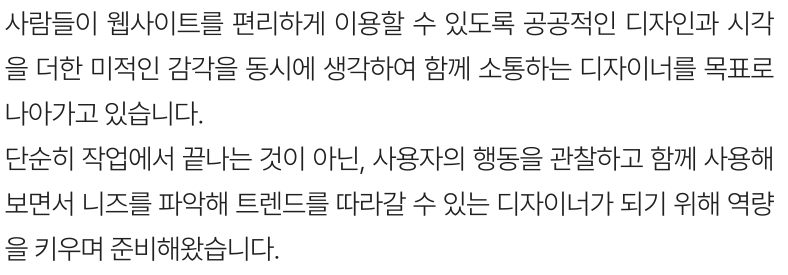 사람들이 웹사이트를 편리하게 이용할 수 있도록 공공적인 디자인과 시각
을 더한 미적인 감각을 동시에 생각하여 함께 소통하는 디자이너를 목표로
나아가고 있습니다.
단순히 작업에서 끝나는 것이 아닌, 사용자의 행동을 관찰하고 함께 사용해
보면서 니즈를 파악해 트렌드를 따라갈 수 있는 디자이너가 되기 위해 역량
을 키우며 준비해왔습니다.